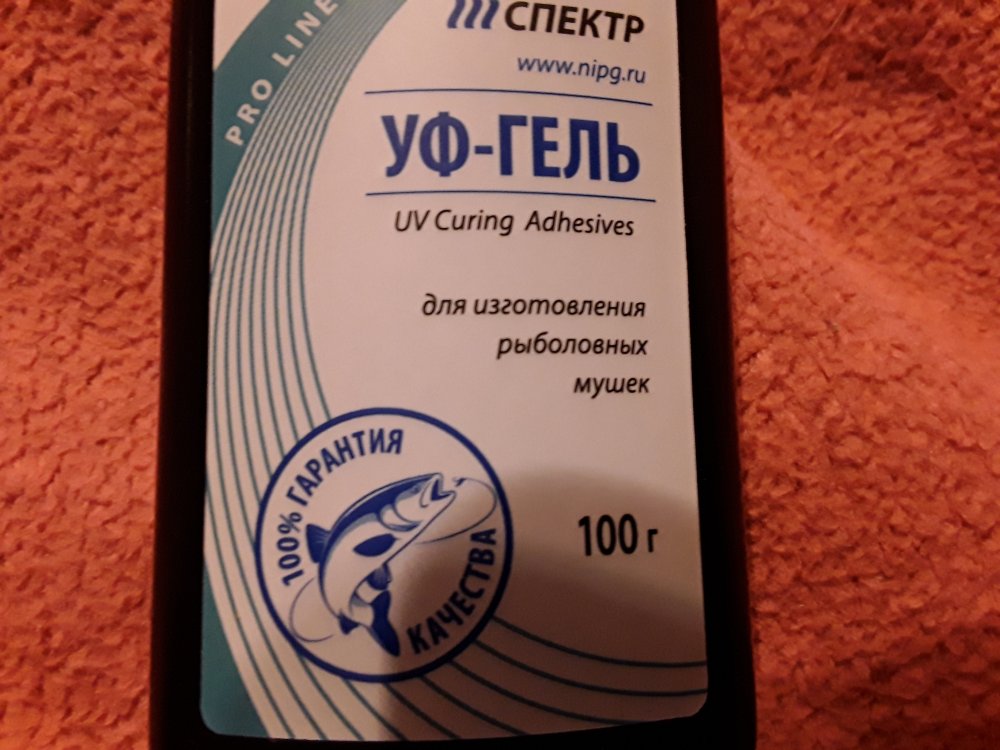 PRO LINE
СПЕКТР
www.nipg.ru
УФ-ГЕЛЬ
UV Curing Adhesives
для изготовления
рыболовных
мушек
100% ГАРАНТИЯ
КАЧЕСТВА
100 г